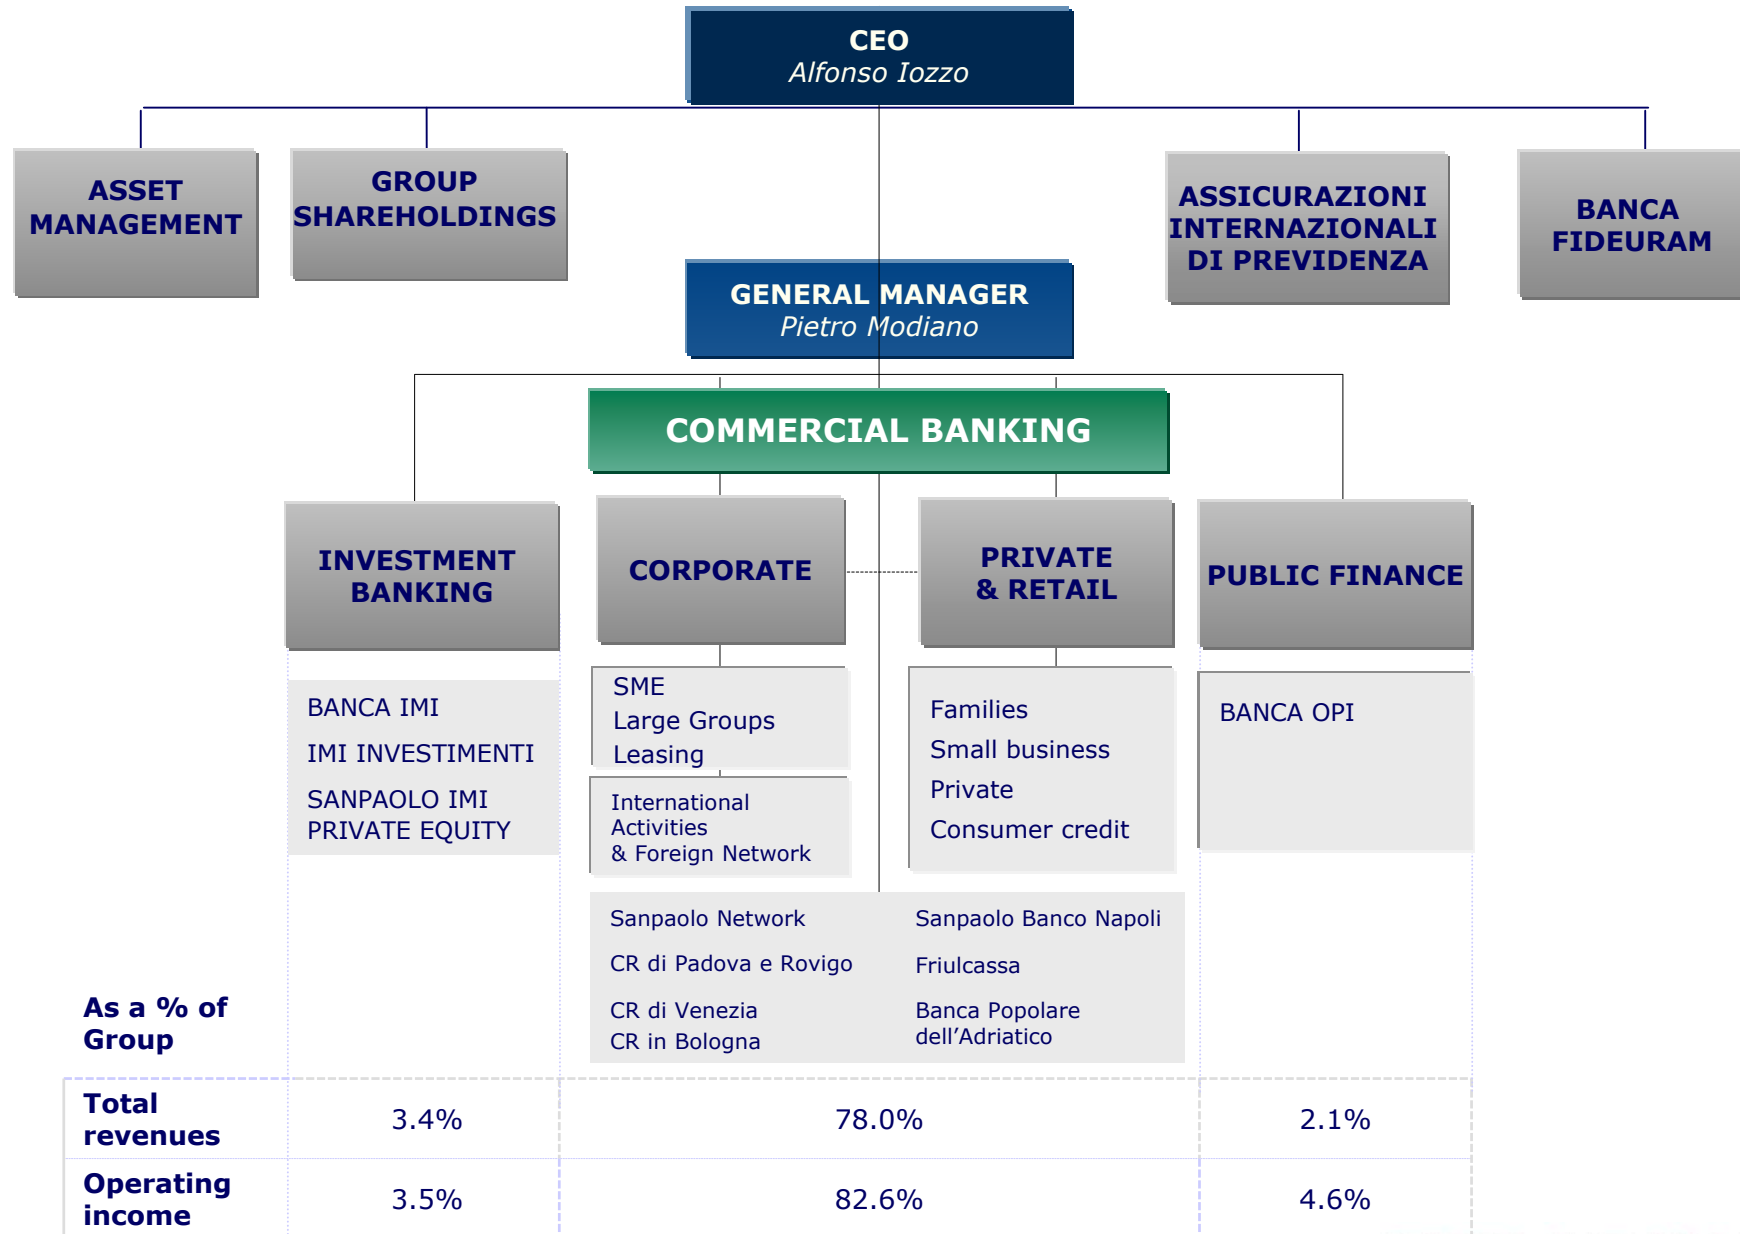 CEO
Alfonso Iozzo
ASSET
MANAGEMENT
GROUP
SHAREHOLDINGS
ASSICURAZIONI
INTERNAZIONALI
DI PREVIDENZA
BANCA
FIDEURAM
GENERAL MANAGER
Pietro Modiano
COMMERCIAL BANKING
INVESTMENT
BANKING
CORPORATE
PRIVATE
& RETAIL
PUBLIC FINANCE
BANCA IMI
IMI INVESTIMENTI
SANPAOLO IMI
PRIVATE EQUITY
SME
Large Groups
Leasing
International
Activities
& Foreign Network
Families
Small business
Private
Consumer credit
BANCA OPI
Sanpaolo Network
CR di Padova e Rovigo
CR di Venezia
CR in Bologna
Sanpaolo Banco Napoli
Friulcassa
Banca Popolare
dell’Adriatico
As a % of
Group
Total
revenues
3.4%
78.0%
2.1%
Operating
income
3.5%
82.6%
4.6%